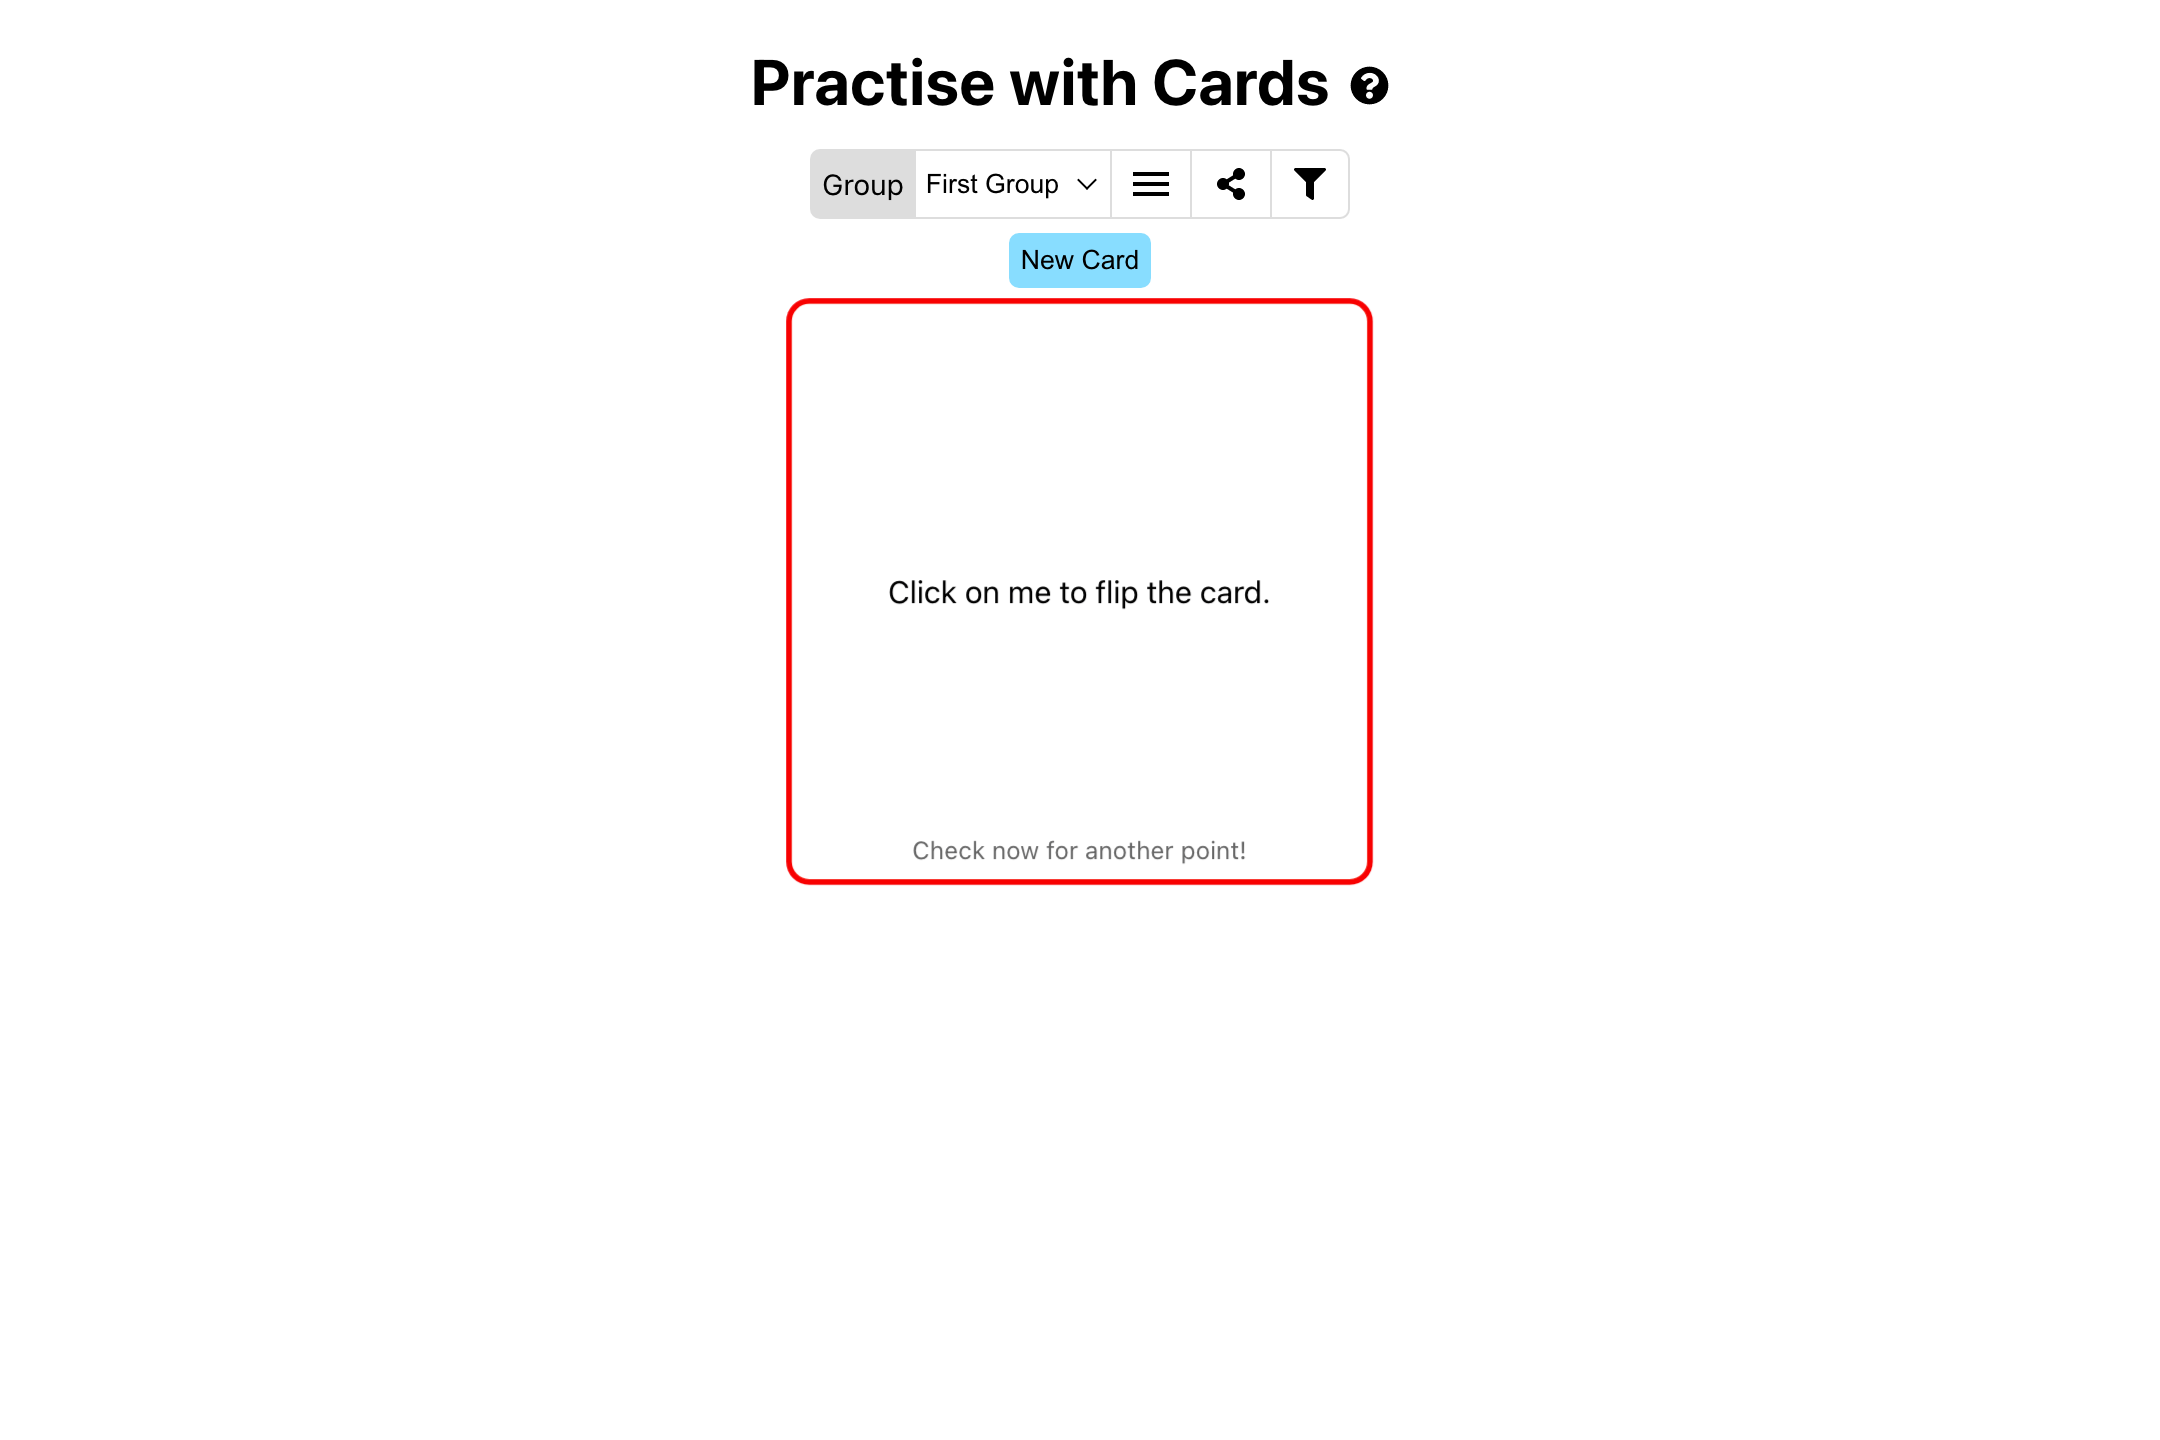 Practise with Cards
Group First Group
New Card
Click on me to flip the card.
Check now for another point!